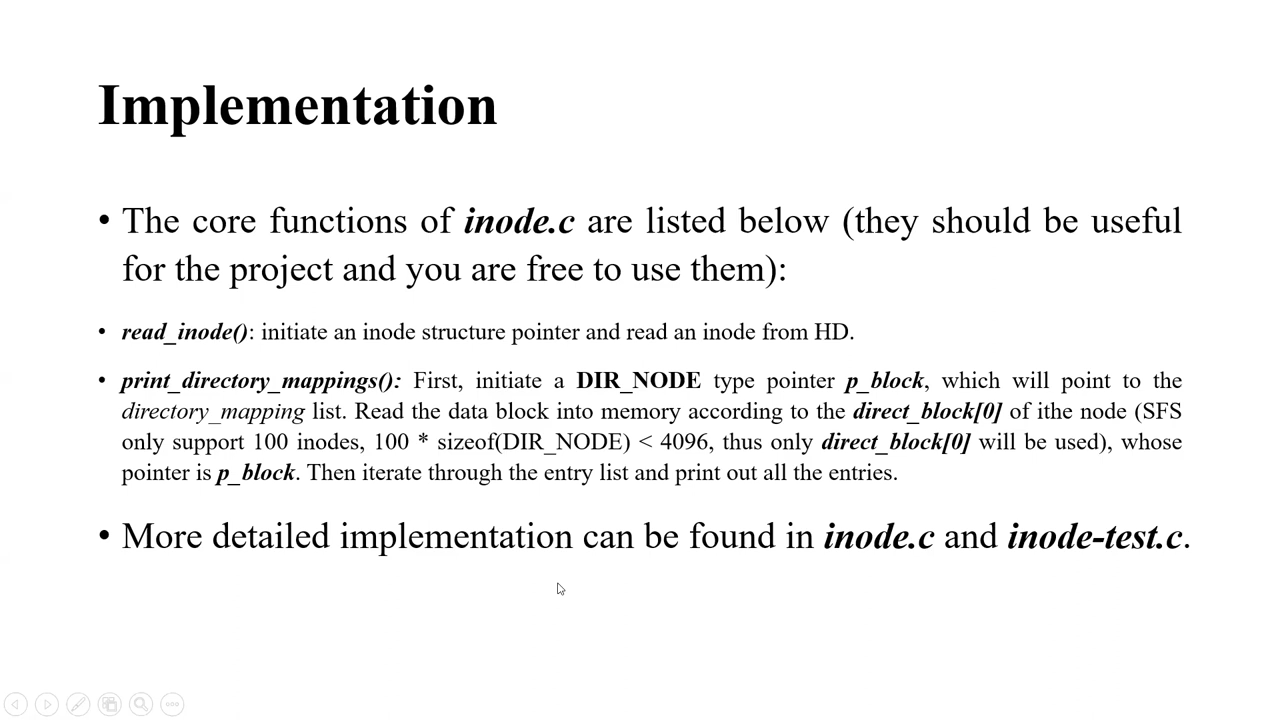 Implementation
• The core functions of inode.c are listed below (they should be useful
for the project and you are free to use them):
• read_inode(): initiate an inode structure pointer and read an inode from HD.
• print_directory_mappings(): First, initiate a DIR_NODE type pointer p_block, which will point to the
directory_mapping list. Read the data block into memory according to the direct_block[0] of ithe node (SFS
only support 100 inodes, 100 * sizeof(DIR_NODE) < 4096, thus only direct_block[0] will be used), whose
pointer is p_block. Then iterate through the entry list and print out all the entries.
• More detailed implementation can be found in inode.c and inode-test.c.